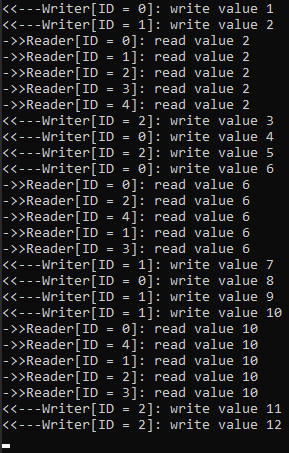 <<---Writer[ID = 0]: write value 1
<<---Writer[ID = 1]: write value 2
->>Reader[ID = 0]: read value 2
->>Reader[ID = 1]: read value 2
->>Reader[ID = 2]: read value 2
->>Reader[ID = 3]: read value 2
->>Reader[ID = 4]: read value 2
<<---Writer[ID = 2]: write value 3
<<---Writer[ID = 0]: write value 4
<<---Writer[ID = 2]: write value 5
<<---Writer[ID = 0]: write value 6
->>Reader[ID = 0]: read value 6
->>Reader[ID = 2]: read value 6
->>Reader[ID = 4]: read value 6
->>Reader[ID = 1]: read value 6
->>Reader[ID = 3]: read value 6
<<---Writer[ID = 1]: write value 7
<<---Writer[ID = 0]: write value 8
<<---Writer[ID = 1]: write value 9
<<---Writer[ID = 1]: write value 10
->>Reader[ID = 0]: read value 10
->>Reader[ID = 4]: read value 10
->>Reader[ID = 1]: read value 10
->>Reader[ID = 2]: read value 10
->>Reader[ID = 3]: read value 10
<<---Writer[ID = 2]: write value 11
<<---Writer[ID = 2]: write value 12